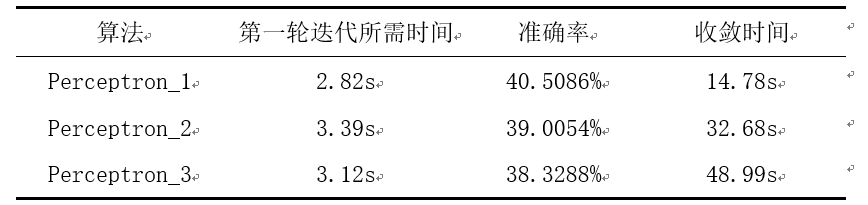 算法 第一轮迭代所需时间 准确率 收敛时间
Perceptron_1 2.82s 40.5086% 14.78s
Perceptron_2 3.39s 39.0054% 32.68s
Perceptron_3 3.12s 38.3288% 48.99s